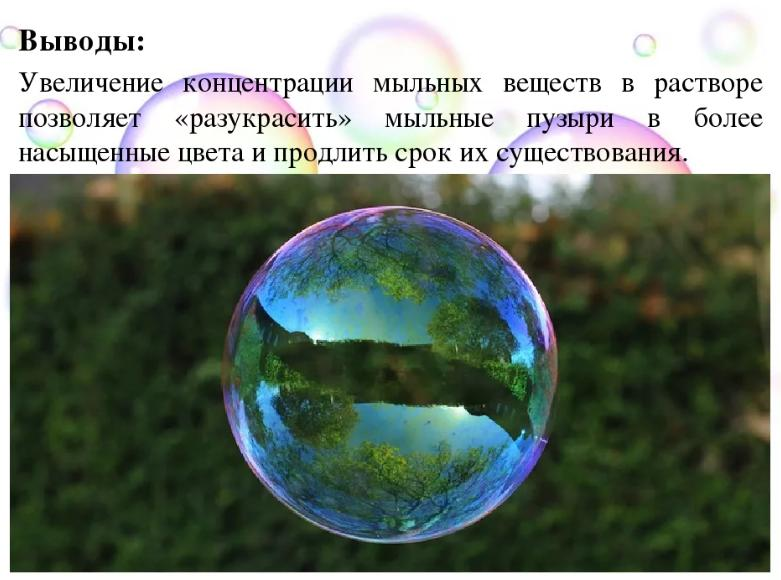 Выводы:
Увеличение концентрации мыльных веществ в растворе
позволяет «разукрасить» мыльные пузыри в более
насыщенные цвета и продлить срок их существования.